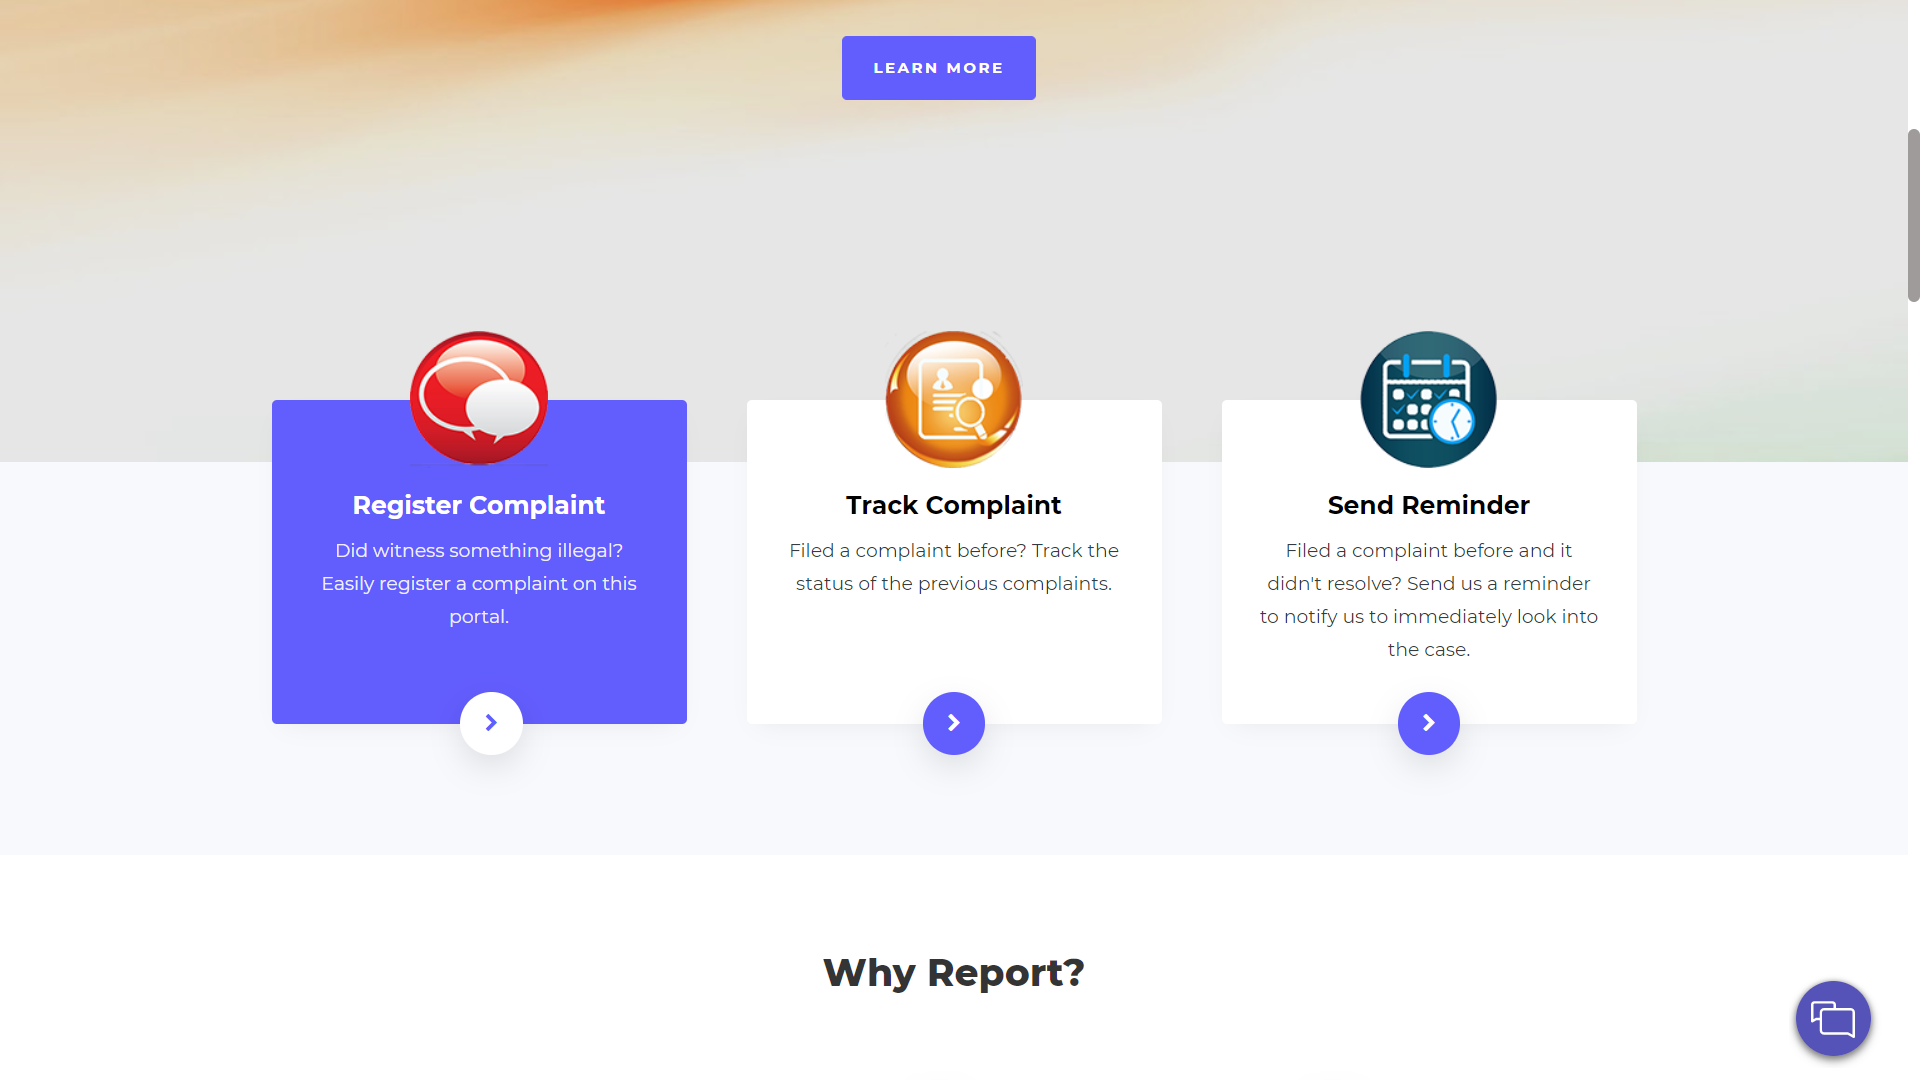 LEARN MORE
Register Complaint
Did witness something illegal?
Easily register a complaint on this
portal.
Track Complaint
Filed a complaint before? Track the
status of the previous complaints.
Send Reminder
Filed a complaint before and it
didn't resolve? Send us a reminder
to notify us to immediately look into
the case.
Why Report?